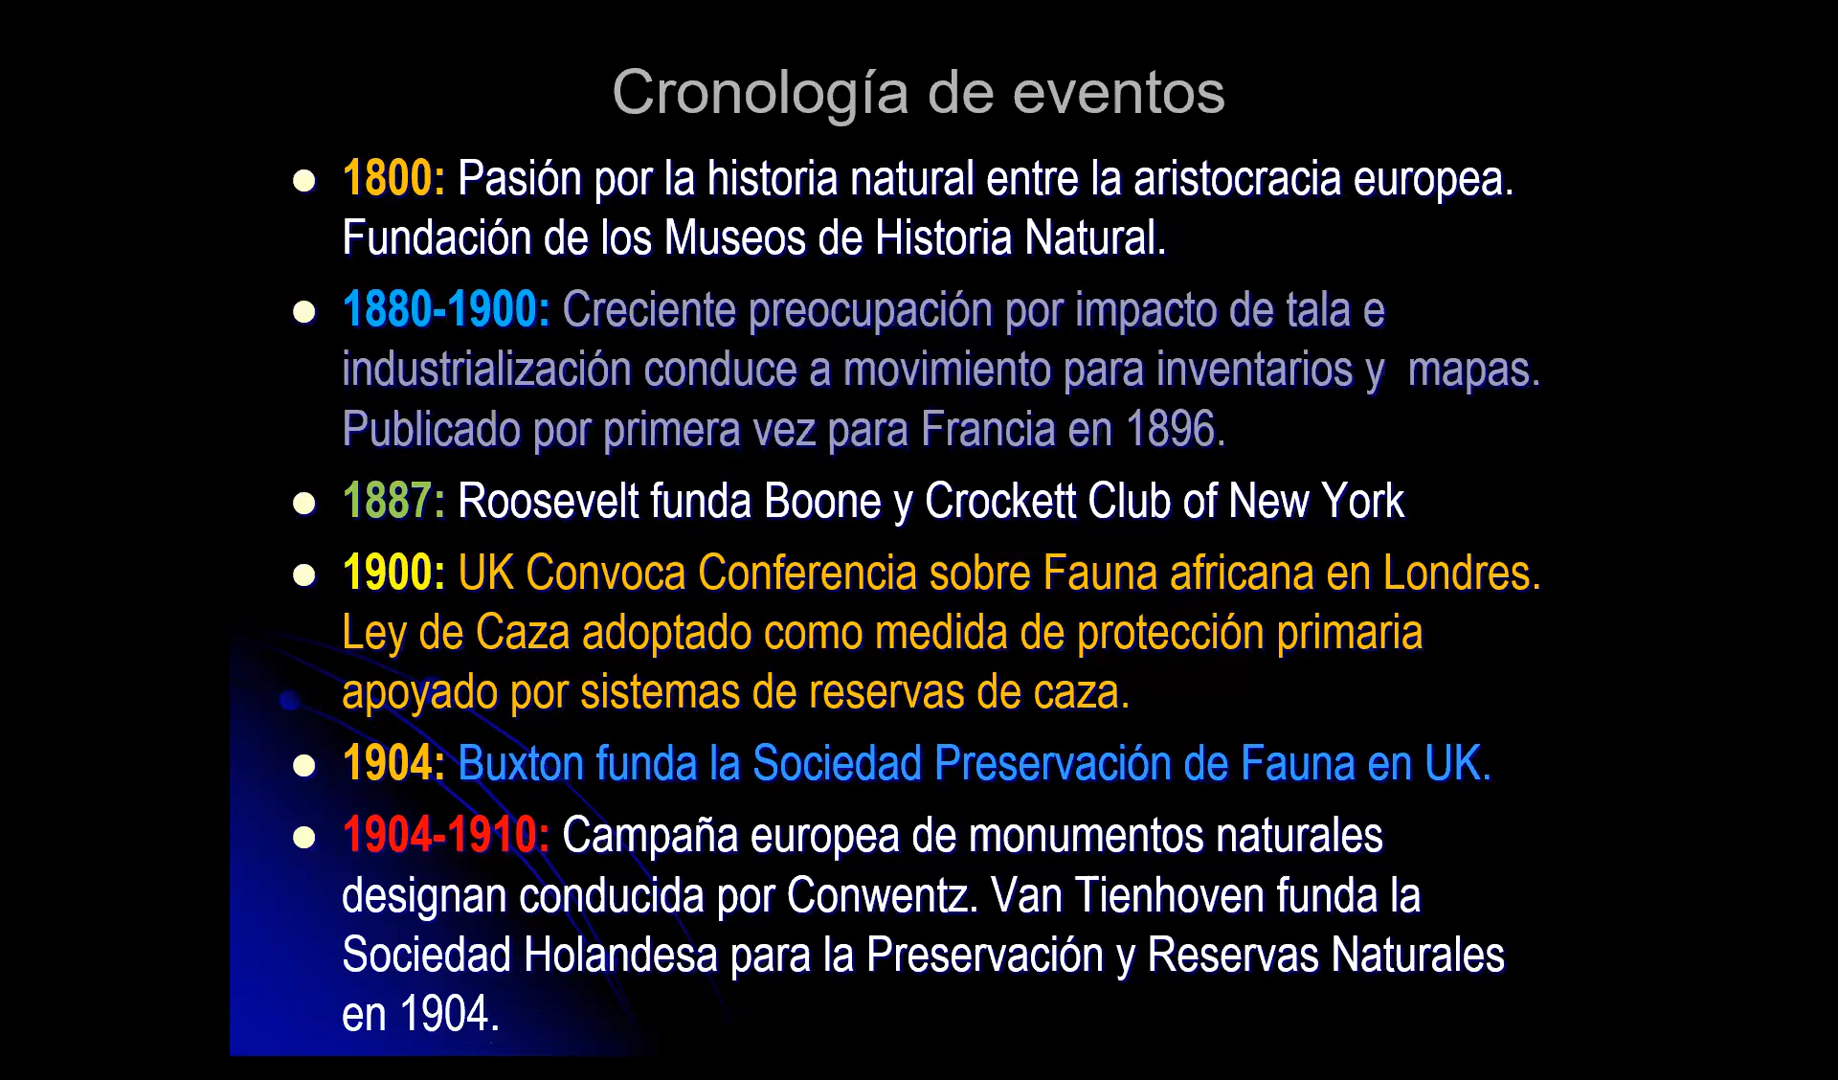 Cronología de eventos
1800: Pasión por la historia natural entre la aristocracia europea.
Fundación de los Museos de Historia Natural.
1880-1900: Creciente preocupación por impacto de tala e
industrialización conduce a movimiento para inventarios y  mapas.
Publicado por primera vez para Francia en 1896.
1887: Roosevelt funda Boone y Crockett Club of New York
1900: UK Convoca Conferencia sobre Fauna africana en Londres.
Ley de Caza adoptado como medida de protección primaria
apoyado por sistemas de reservas de caza.
1904: Buxton funda la Sociedad Preservación de Fauna en UK.
1904-1910: Campaña europea de monumentos naturales
designan conducida por Conwentz. Van Tienhoven funda la
Sociedad Holandesa para la Preservación y Reservas Naturales
en 1904.